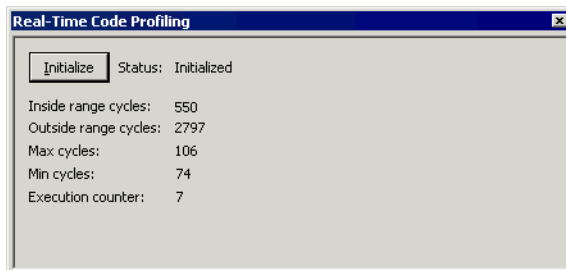 Real-Time Code Profiling
Initialize Status: Initialized
Inside range cycles: 550
Outside range cycles: 2797
Max cycles: 106
Min cycles: 74
Execution counter: 7